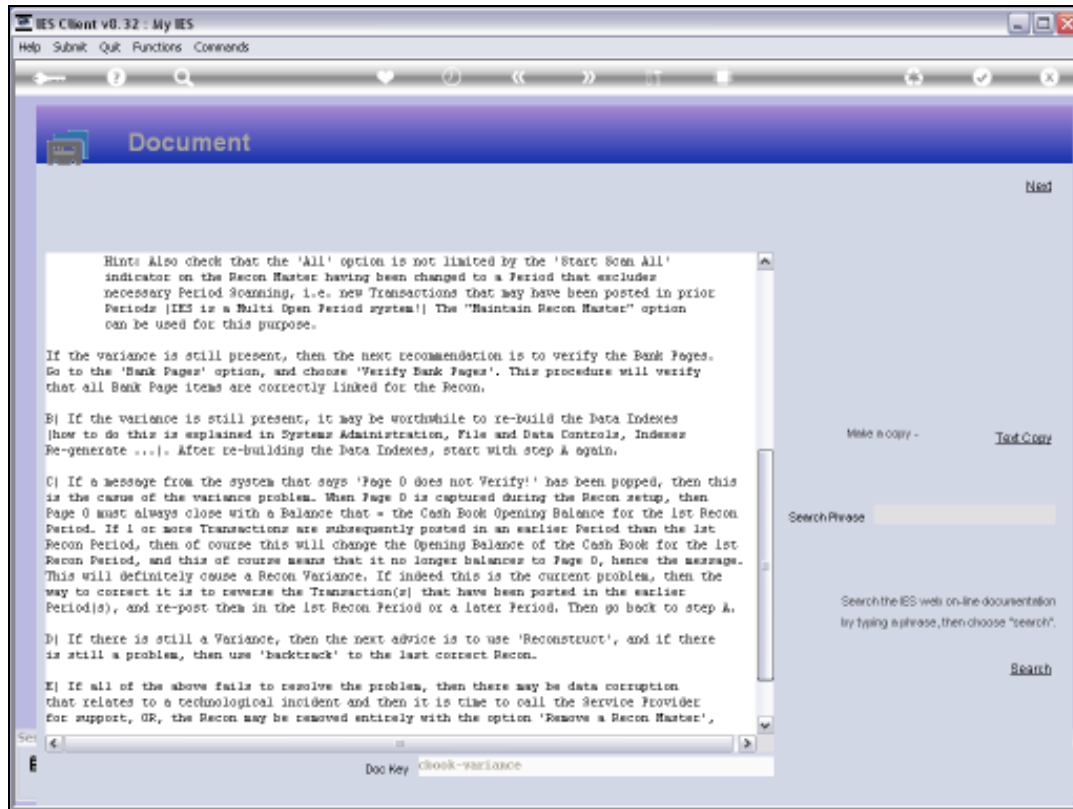 IES Client v8.32 : My IES
Help Submit Quit Functions Commands
Document
Next
Hint: Also check that the 'All' option is not limited by the 'Start Scan All'
indicator on the Recon Master having been changed to a Period that excludes
necessary Period Scanning, i.e. new Transactions that may have been posted in prior
Periods |IES is a Multi Open Period system!| The "Maintain Recon Master" option
can be used for this purpose.
If the variance is still present, then the next recommendation is to verify the Bank Pages.
Go to the 'Bank Pages' option, and choose 'Verify Bank Pages'. This procedure will verify
that all Bank Page items are correctly linked for the Recon.
B| If the variance is still present, it may be worthwhile to re-build the Data Indexes
|how to do this is explained in Systems Administration, File and Data Controls, Indexes
Re-generate ...|. After re-building the Data Indexes, start with step A again.
Make a copy -
Text Copy
C| If a message from the system that says 'Page 0 does not Verify!' has been popped, then this
is the cause of the variance problem. When Page 0 is captured during the Recon setup, then
Page 0 must always close with a Balance that = the Cash Book Opening Balance for the 1st Recon
Period. If 1 or more Transactions are subsequently posted in an earlier Period than the 1st
Recon Period, then of course this will change the Opening Balance of the Cash Book for the 1st
Recon Period, and this of course means that it no longer balances to Page 0, hence the message.
This will definitely cause a Recon Variance. If indeed this is the current problem, then the
way to correct it is to reverse the Transaction(s| that have been posted in the earlier
Period(s), and re-post them in the 1st Recon Period or a later Period. Then go back to step A.
Search Phrase
Search the IES web on-line documentation
by typing a phrase, then choose "search".
D| If there is still a Variance, then the next advice is to use 'Reconstruct', and if there
is still a problem, then use 'backtrack' to the last correct Recon.
Search
E| If all of the above fails to resolve the problem, then there may be data corruption
that relates to a technological incident and then it is time to call the Service Provider
for support, OR, the Recon may be removed entirely with the option 'Remove a Recon Master',
Ses
Doc Key cbook-variance